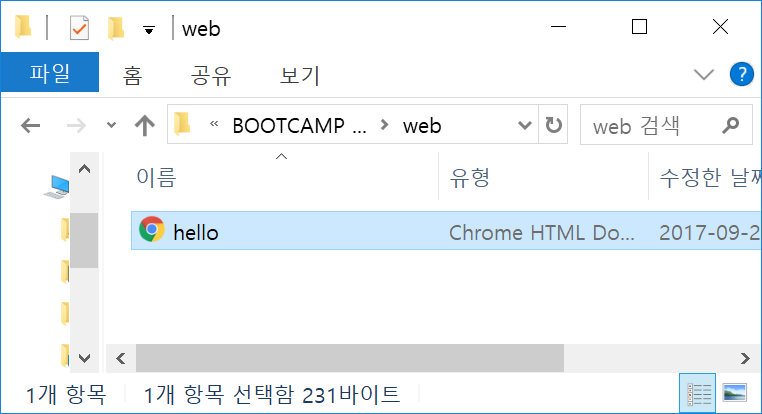 web
파일 홈 공유 보기
« BOOTCAMP ... web web 검색
이름 유형 수정한 날짜
hello Chrome HTML Do... 2017-09-2
1개 항목 1개 항목 선택함 231바이트